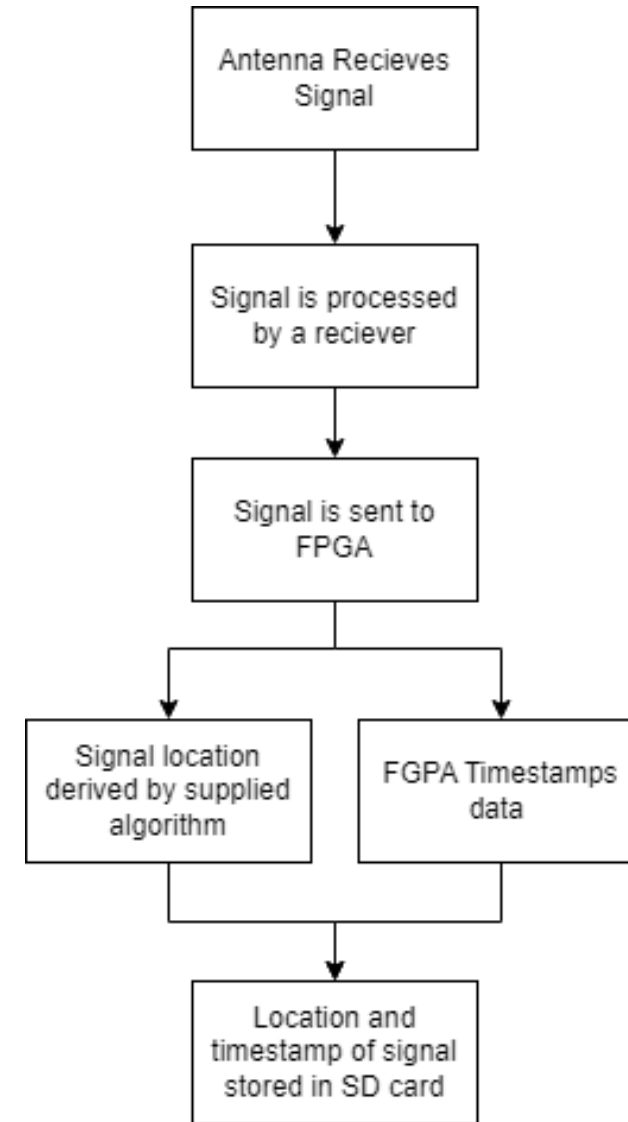 Antenna Recieves
Signal
Signal is processed
by a reciever
Signal is sent to
FPGA
Signal location
derived by supplied
algorithm
FGPA Timestamps
data
Location and
timestamp of signal
stored in SD card